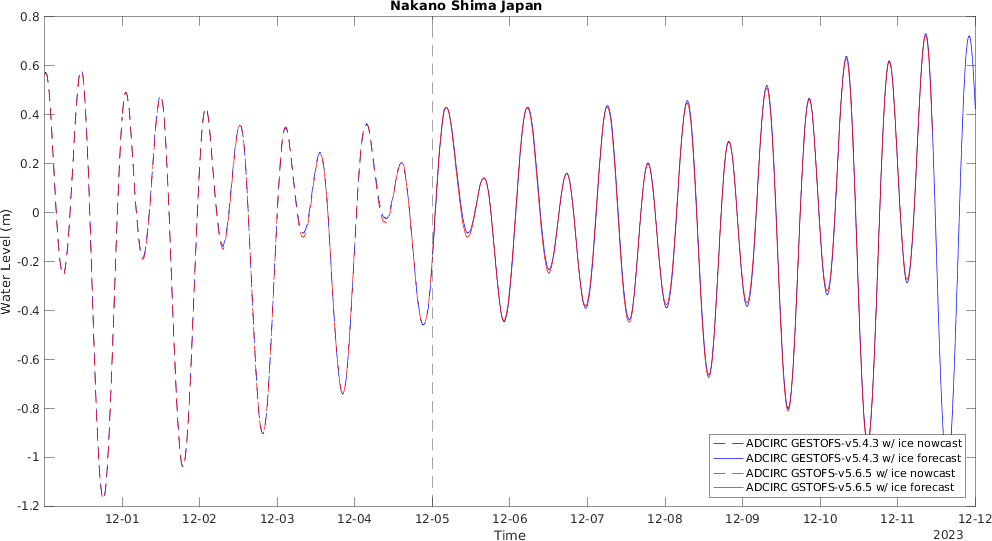 Nakano Shima Japan
0.8
0.6
0.4
0.2
0
-0.2
-0.4
-0.6
-0.8
-1
-1.2
Water Level (m)
12-01 12-02 12-03 12-04 12-05 12-06 12-07 12-08 12-09 12-10 12-11 12-12
Time
2023
ADCIRC GESTOFS-v5.4.3 w/ ice nowcast
ADCIRC GESTOFS-v5.4.3 w/ ice forecast
ADCIRC GSTOFS-v5.6.5 w/ ice nowcast
ADCIRC GSTOFS-v5.6.5 w/ ice forecast